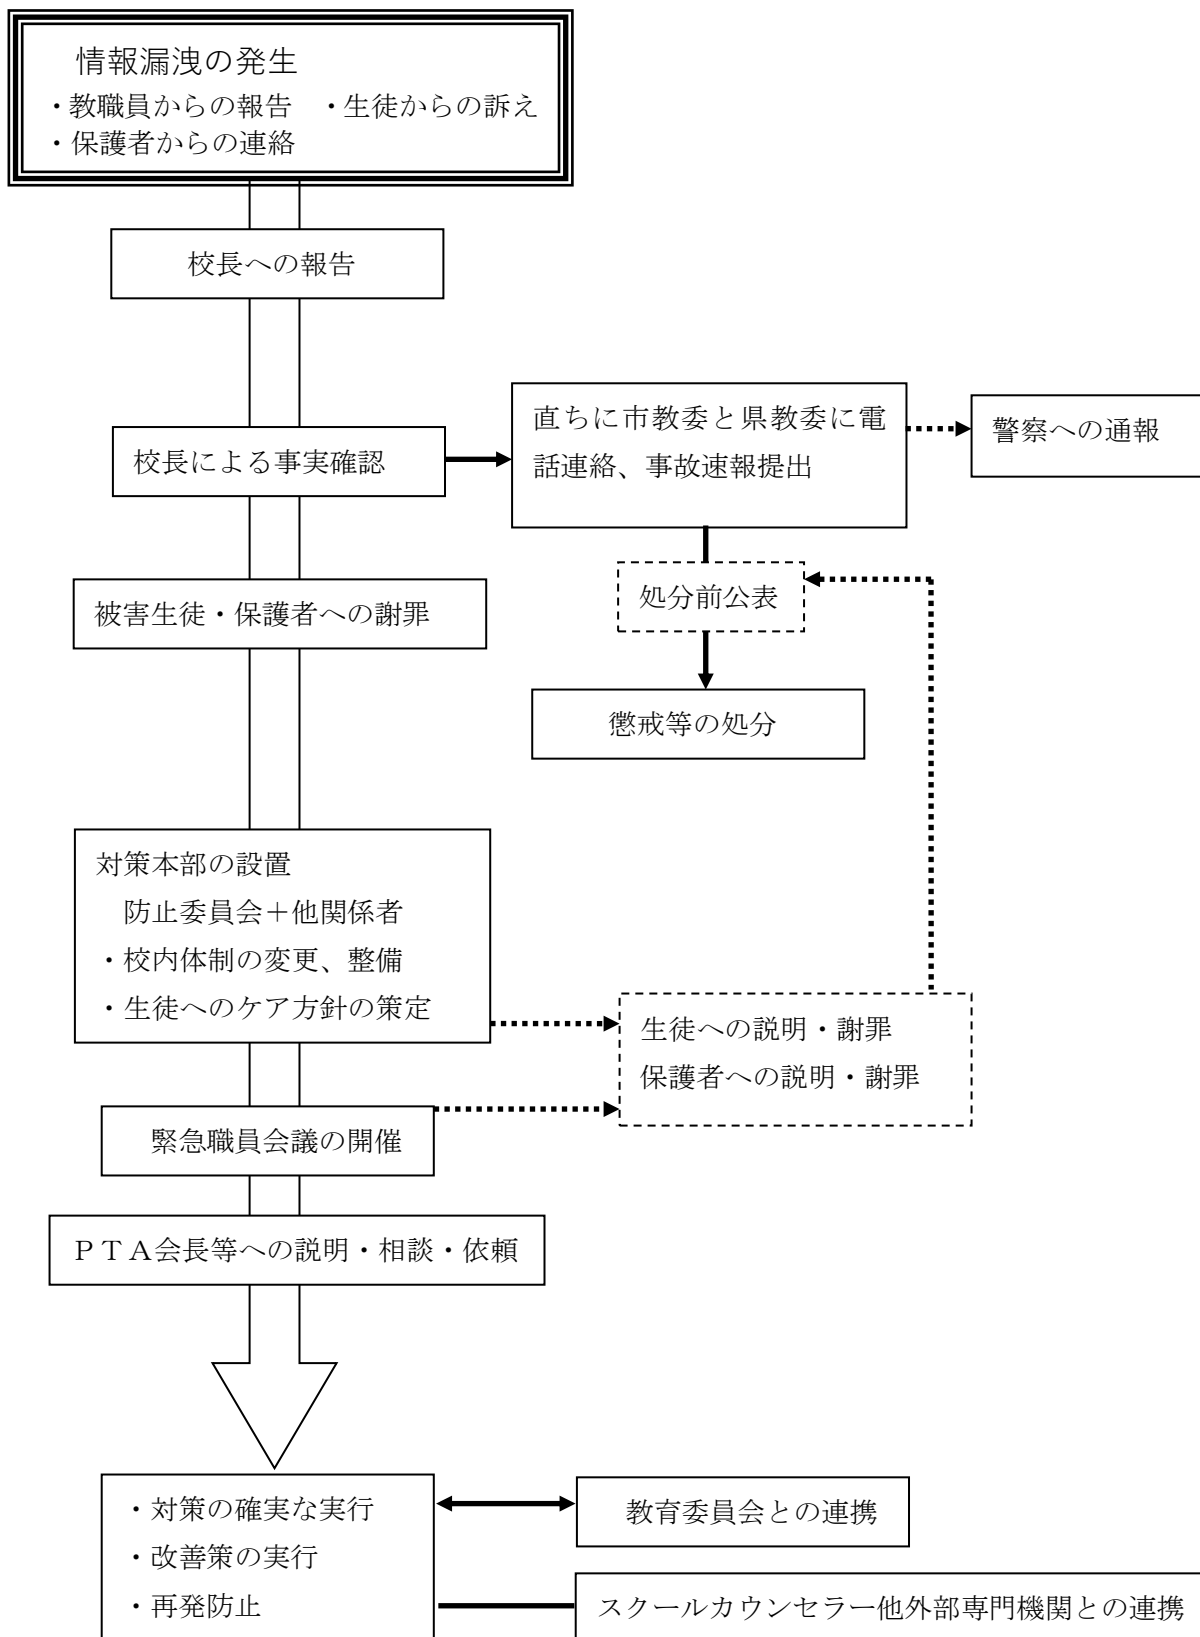 情報漏洩の発生
・教職員からの報告　・生徒からの訴え
・保護者からの連絡
校長への報告
校長による事実確認
直ちに市教委と県教委に電
話連絡、事故速報提出
警察への通報
処分前公表
被害生徒・保護者への謝罪
懲戒等の処分
対策本部の設置
防止委員会＋他関係者
・校内体制の変更、整備
・生徒へのケア方針の策定
生徒への説明・謝罪
保護者への説明・謝罪
緊急職員会議の開催
ＰＴＡ会長等への説明・相談・依頼
・対策の確実な実行
・改善策の実行
・再発防止
教育委員会との連携
スクールカウンセラー他外部専門機関との連携